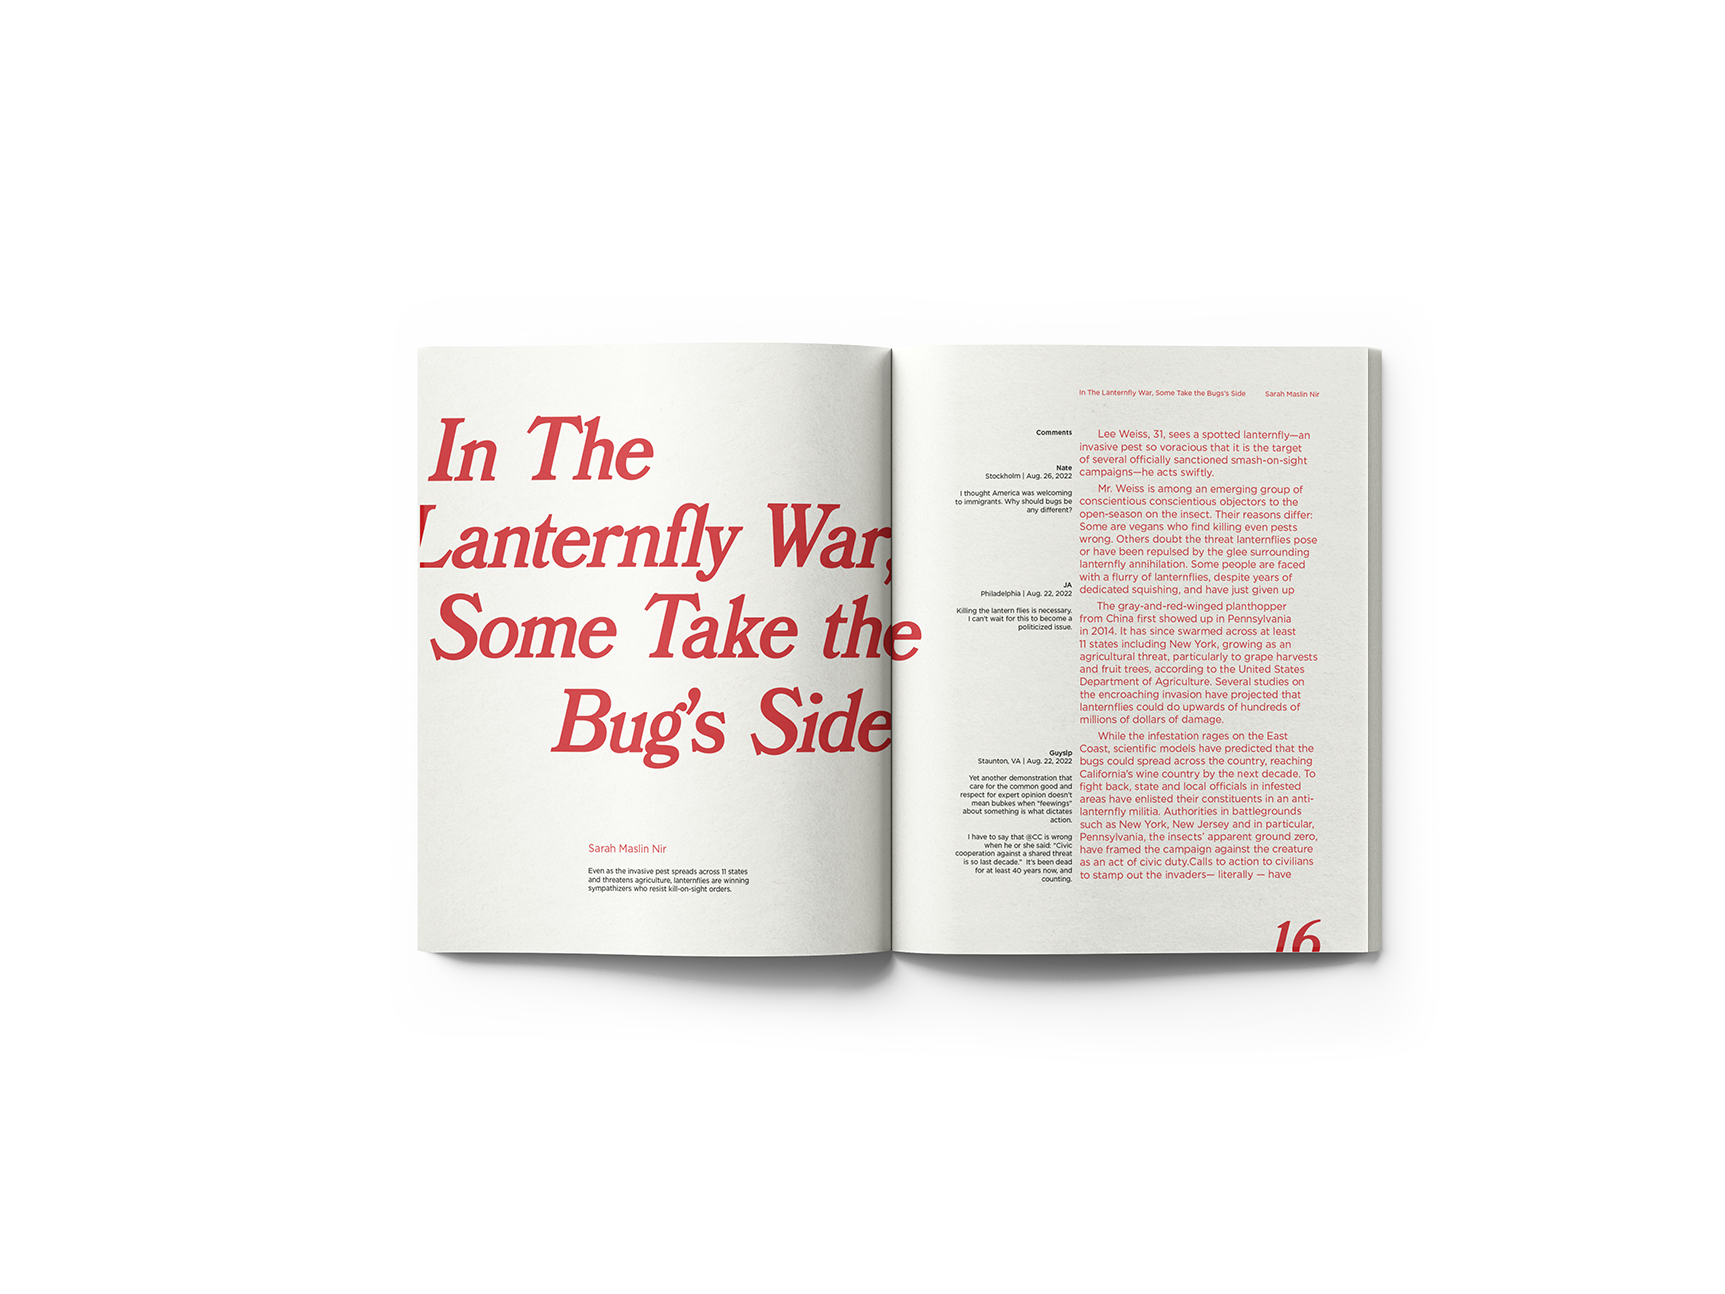 In The
Lanternfly War,
Some Take the
Bug's Side
Sarah Maslin Nir
Even as the invasive pest spreads across 11 states
and threatens agriculture, lanternflies are winning
sympathizers who resist kill-on-sight orders.
In The Lanternfly War, Some Take the Bugs's Side Sarah Maslin Nir
Comments
Nate
Stockholm | Aug. 26, 2022
I thought America was welcoming
to immigrants. Why should bugs be
any different?
JA
Philadelphia | Aug. 22, 2022
Killing the lantern flies is necessary.
I can't wait for this to become a
politicized issue.
Guyslp
Staunton, VA | Aug. 22, 2022
Yet another demonstration that
care for the common good and
respect for expert opinion doesn't
mean bubkes when "feewings"
about something is what dictates
action.
I have to say that @CC is wrong
when he or she said: "Civic
cooperation against a shared threat
is so last decade." It's been dead
for at least 40 years now, and
counting.
Lee Weiss, 31, sees a spotted lanternfly—an
invasive pest so voracious that it is the target
of several officially sanctioned smash-on-sight
campaigns—he acts swiftly.
Mr. Weiss is among an emerging group of
conscientious conscientious objectors to the
open-season on the insect. Their reasons differ:
Some are vegans who find killing even pests
wrong. Others doubt the threat lanternflies pose
or have been repulsed by the glee surrounding
lanternfly annihilation. Some people are faced
with a flurry of lanternflies, despite years of
dedicated squishing, and have just given up
The gray-and-red-winged planthopper
from China first showed up in Pennsylvania
in 2014. It has since swarmed across at least
11 states including New York, growing as an
agricultural threat, particularly to grape harvests
and fruit trees, according to the United States
Department of Agriculture. Several studies on
the encroaching invasion have projected that
lanternflies could do upwards of hundreds of
millions of dollars of damage.
While the infestation rages on the East
Coast, scientific models have predicted that the
bugs could spread across the country, reaching
California's wine country by the next decade. To
fight back, state and local officials in infested
areas have enlisted their constituents in an anti-
lanternfly militia. Authorities in battlegrounds
such as New York, New Jersey and in particular,
Pennsylvania, the insects' apparent ground zero,
have framed the campaign against the creature
as an act of civic duty.Calls to action to civilians
to stamp out the invaders— literally — have
16